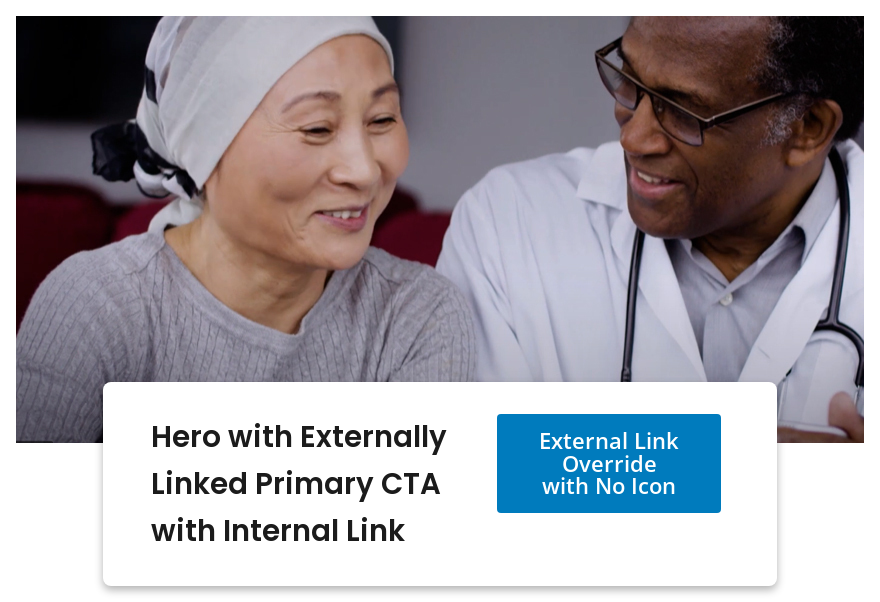 Hero with Externally
Linked Primary CTA
with Internal Link
External Link
Override
with No Icon